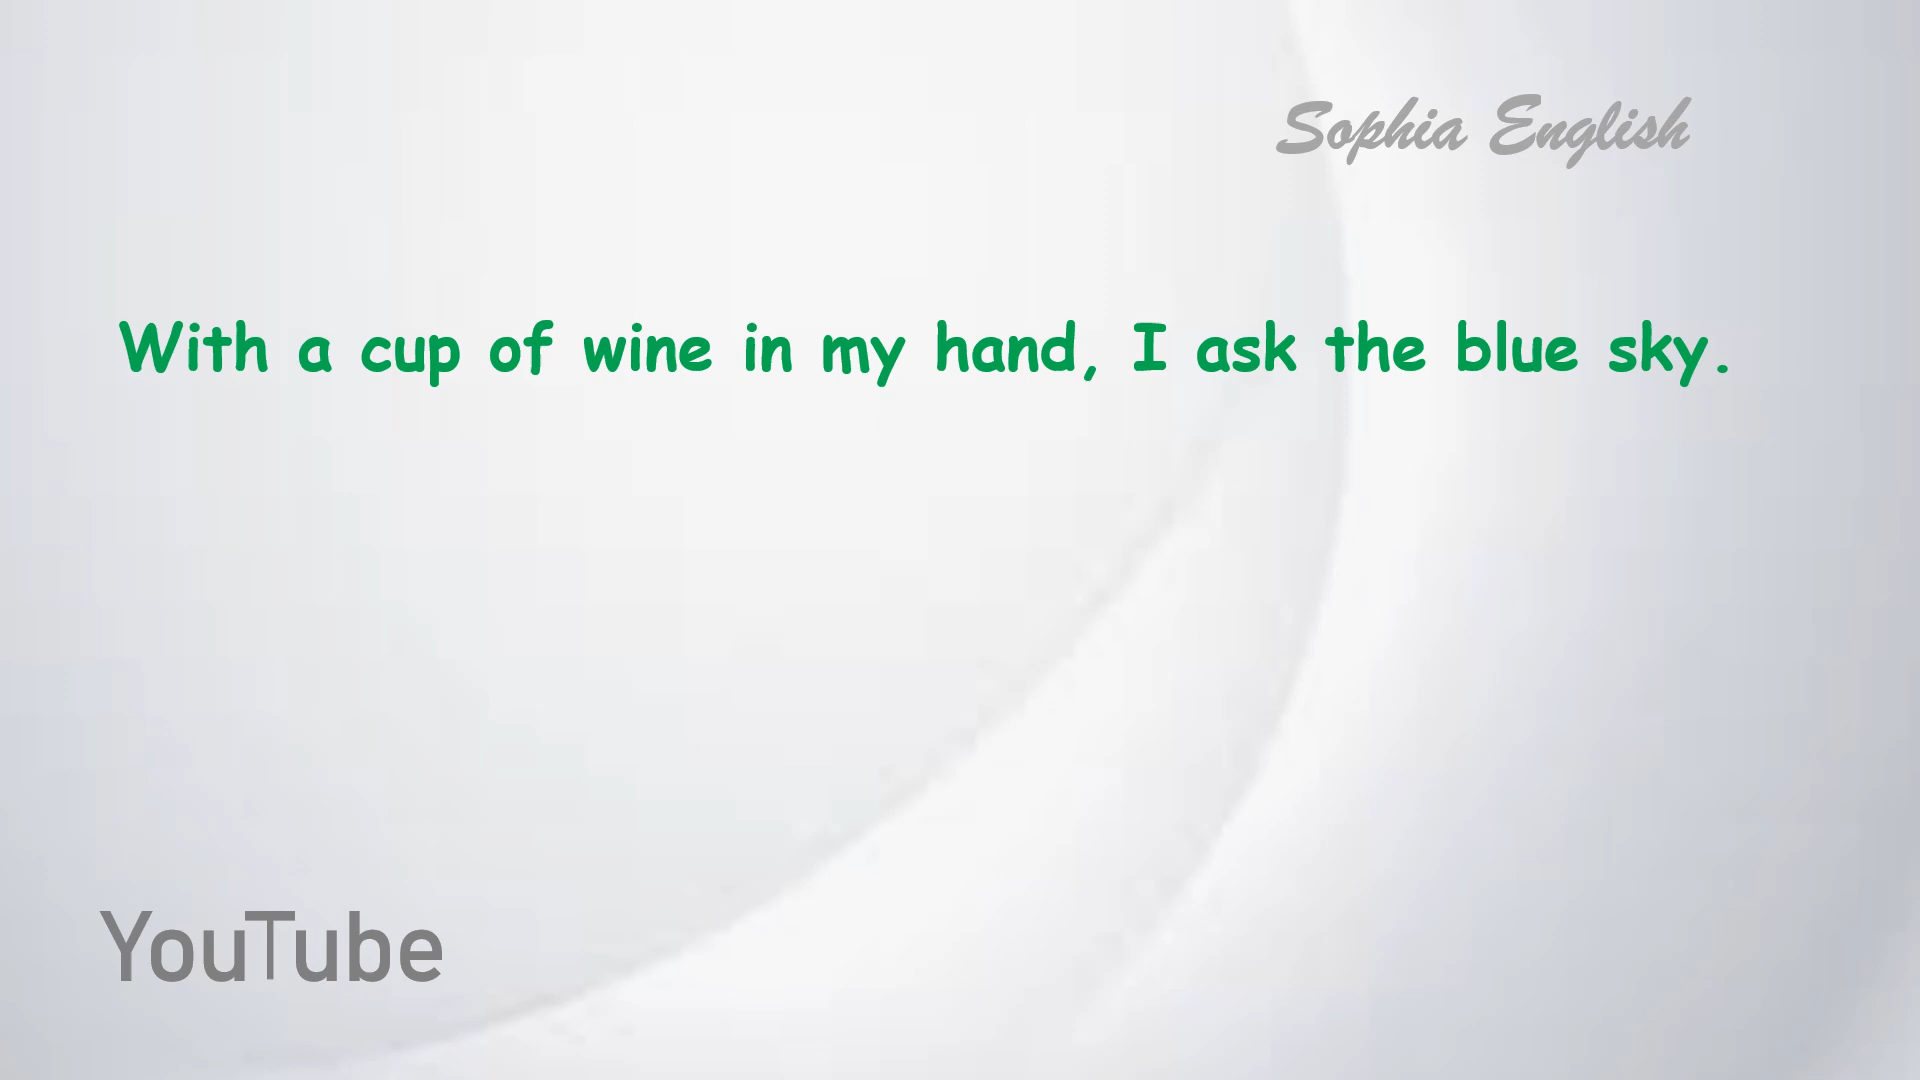 Sophia English
With a cup of wine in my hand, I ask the blue sky.
YouTube